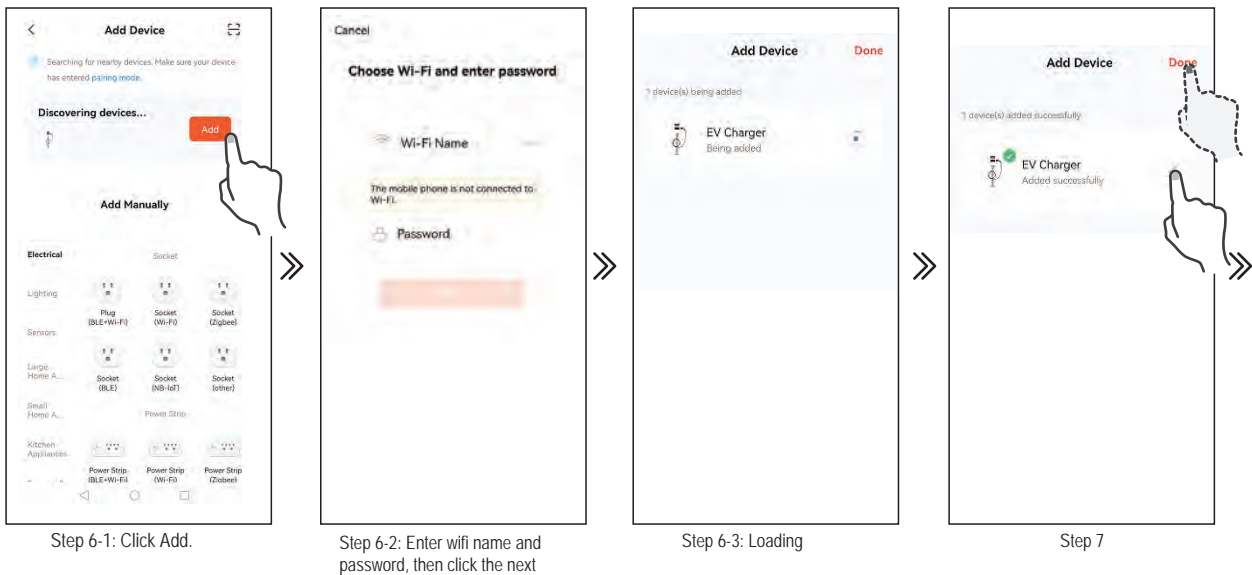 Add Device
Searching for nearby devices. Make sure your device
has entered pairing mode.
Discovering devices...
Add
Add Manually
Electrical
Socket
Lighting
Plug
(BLE+Wi-Fi)
Socket
(Wi-Fi)
Socket
(Zigbee)
Sensors
Large
Home A...
Socket
(BLE)
Socket
(NB-IoT)
Socket
(other)
Small
Home A...
Power Strip
Kitchen
Appliances
Power Strip
(BLE+Wi-Fi)
Power Strip
(Wi-Fi)
Power Strip
(Zigbee)
Step 6-1: Click Add.
Cancel
Choose Wi-Fi and enter password
Wi-Fi Name
The mobile phone is not connected to
Wi-Fi.
Password
Step 6-2: Enter wifi name and
password, then click the next
Add Device
Done
device(s) being added
EV Charger
Being added
Step 6-3: Loading
Add Device
Done
device(s) added successfully
EV Charger
Added successfully
Step 7